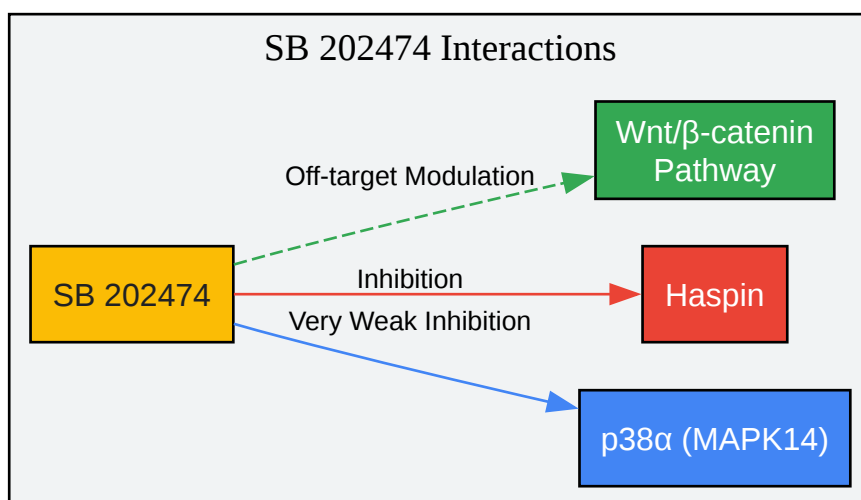 SB 202474 Interactions
Wnt/β-catenin
Pathway
Off-target Modulation
SB 202474
Inhibition
Haspin
Very Weak Inhibition
p38α (MAPK14)